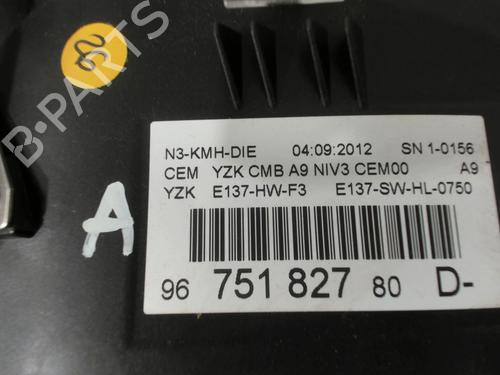 B-PARTS
N3-KMH-DIE 04:09:2012 SN 1-0156
CEM YZK CMB A9 NIV3 CEM00 A9
YZK E137-HW-F3 E137-SW-HL-0750
96 751 827 80 D-
A